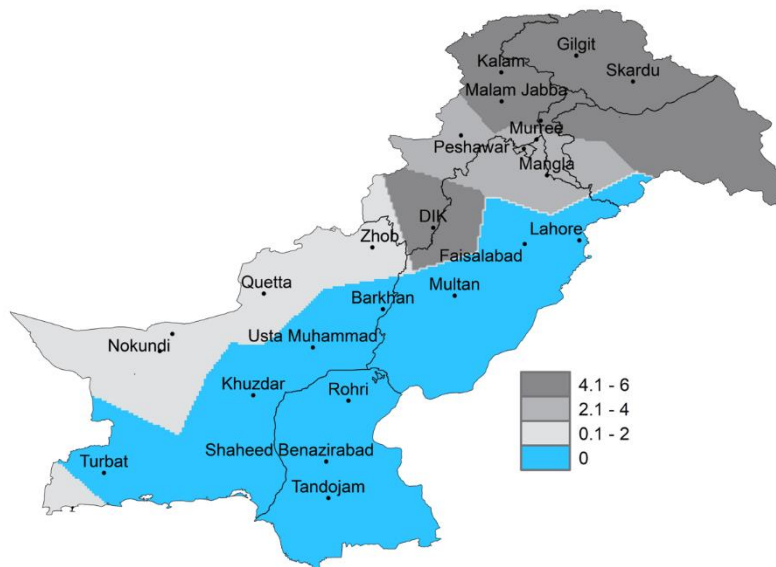 Gilgit
Kalam
Skardu
Malam Jabba
Murree
Peshawar
Mangla
DIK
Zhob
Lahore
Faisalabad
Quetta
Multan
Barkhan
Usta Muhammad
Nokundi
Khuzdar
Rohri
Shaheed Benazirabad
Turbat
Tandojam
4.1 - 6
2.1 - 4
0.1 - 2
0